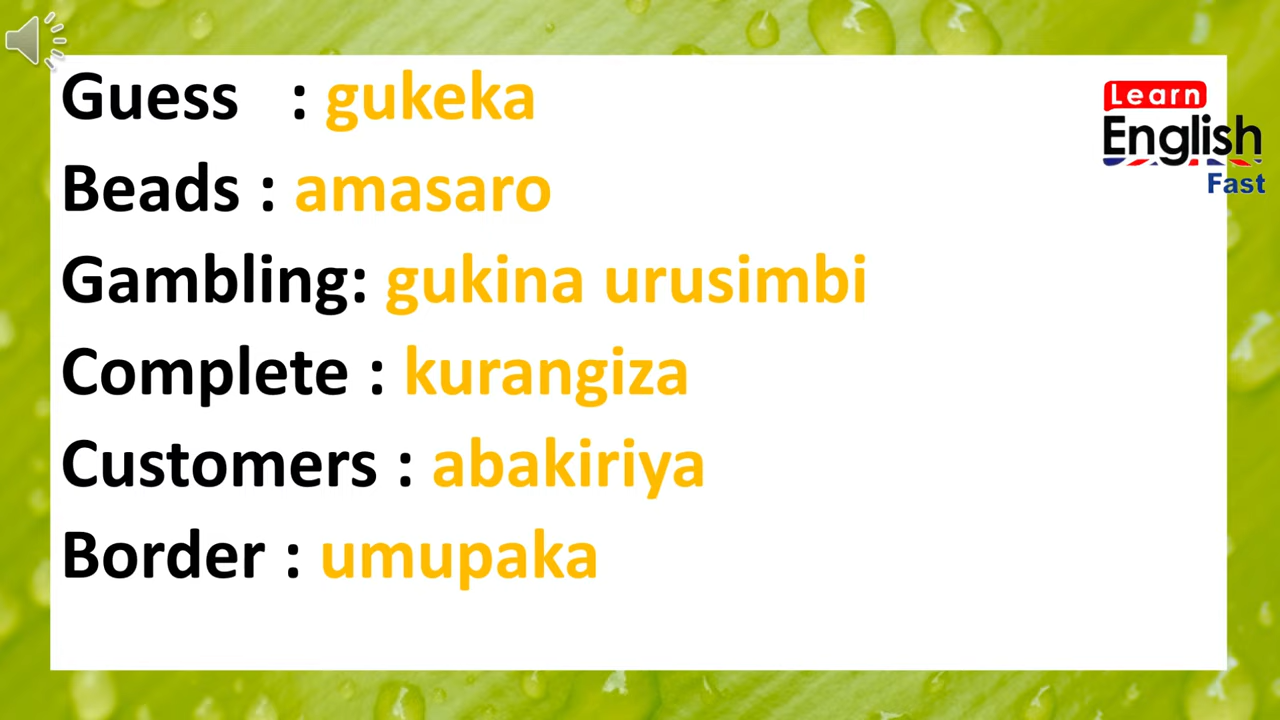 Guess : gukeka
Beads : amasaro
Gambling: gukina urusimbi
Complete : kurangiza
Customers : abakiriya
Border : umupaka
Learn
English
Fast